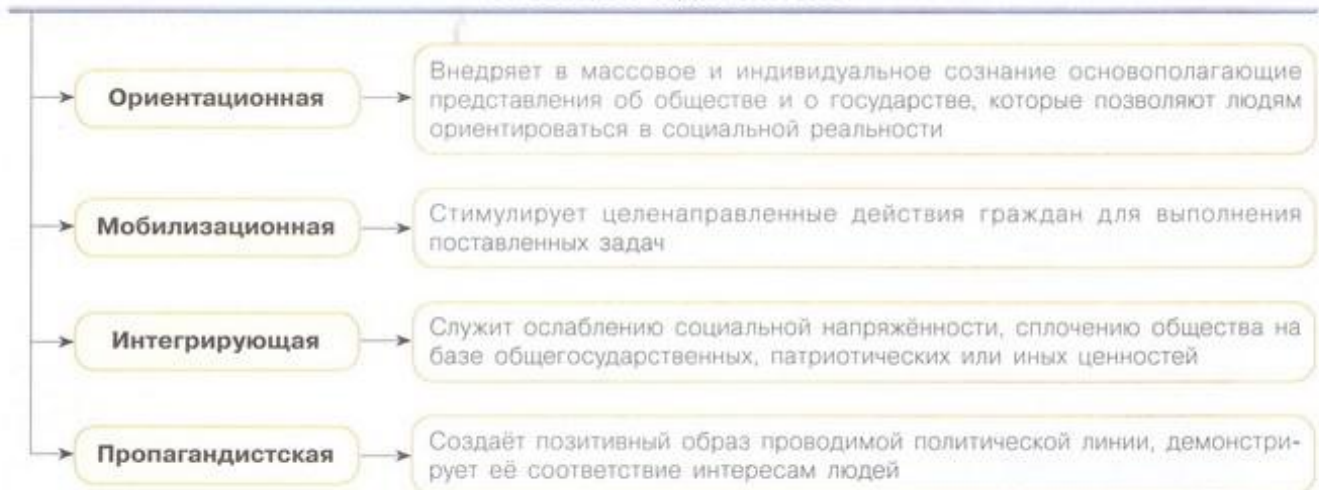 Ориентационная
Внедряет в массовое и индивидуальное сознание основополагающие
представления об обществе и о государстве, которые позволяют людям
ориентироваться в социальной реальности
Мобилизационная
Стимулирует целенаправленные действия граждан для выполнения
поставленных задач
Интегрирующая
Служит ослаблению социальной напряжённости, сплочению общества на
базе общегосударственных, патриотических или иных ценностей
Пропагандистская
Создаёт позитивный образ проводимой политической линии, демонстри-
рует её соответствие интересам людей